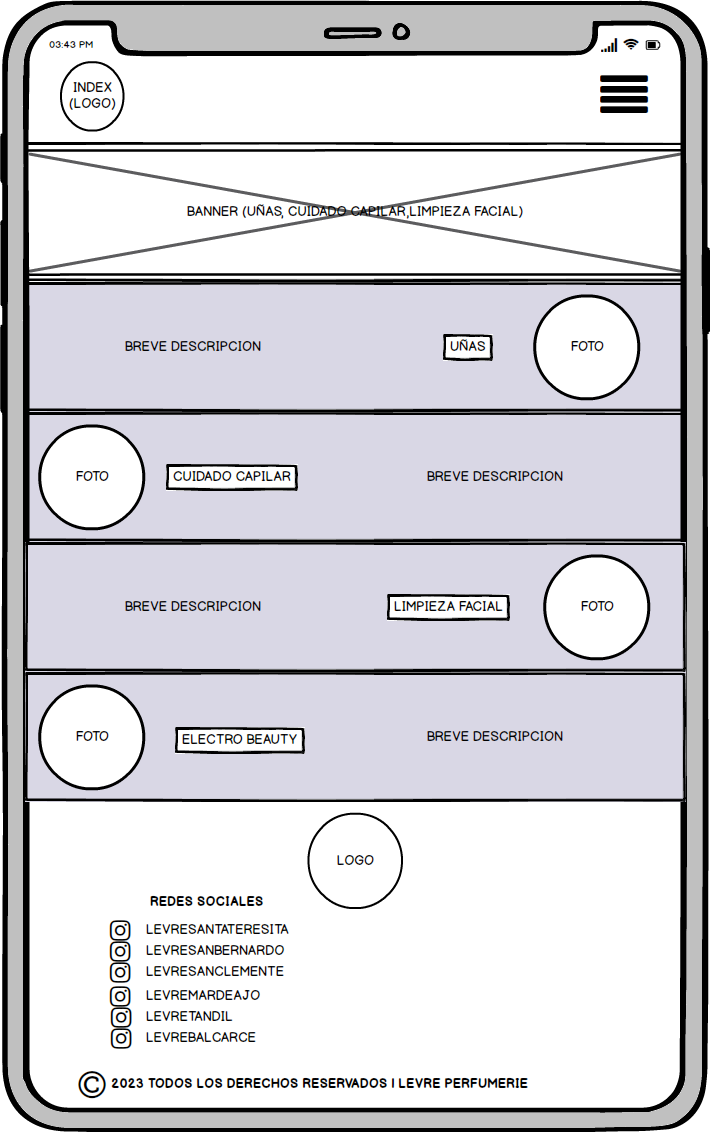 03:43 PM
INDEX
(LOGO)
BANNER (UÑAS, CUIDADO CAPILAR,LIMPIEZA FACIAL)
BREVE DESCRIPCION
UÑAS
FOTO
FOTO
CUIDADO CAPILAR
BREVE DESCRIPCION
BREVE DESCRIPCION
LIMPIEZA FACIAL
FOTO
FOTO
ELECTRO BEAUTY
BREVE DESCRIPCION
LOGO
REDES SOCIALES
LEVRESANTATERESITA
LEVRESANBERNARDO
LEVRESANCLEMENTE
LEVREMARDEAJO
LEVRETANDIL
LEVREBALCARCE
© 2023 TODOS LOS DERECHOS RESERVADOS | LEVRE PERFUMERIE